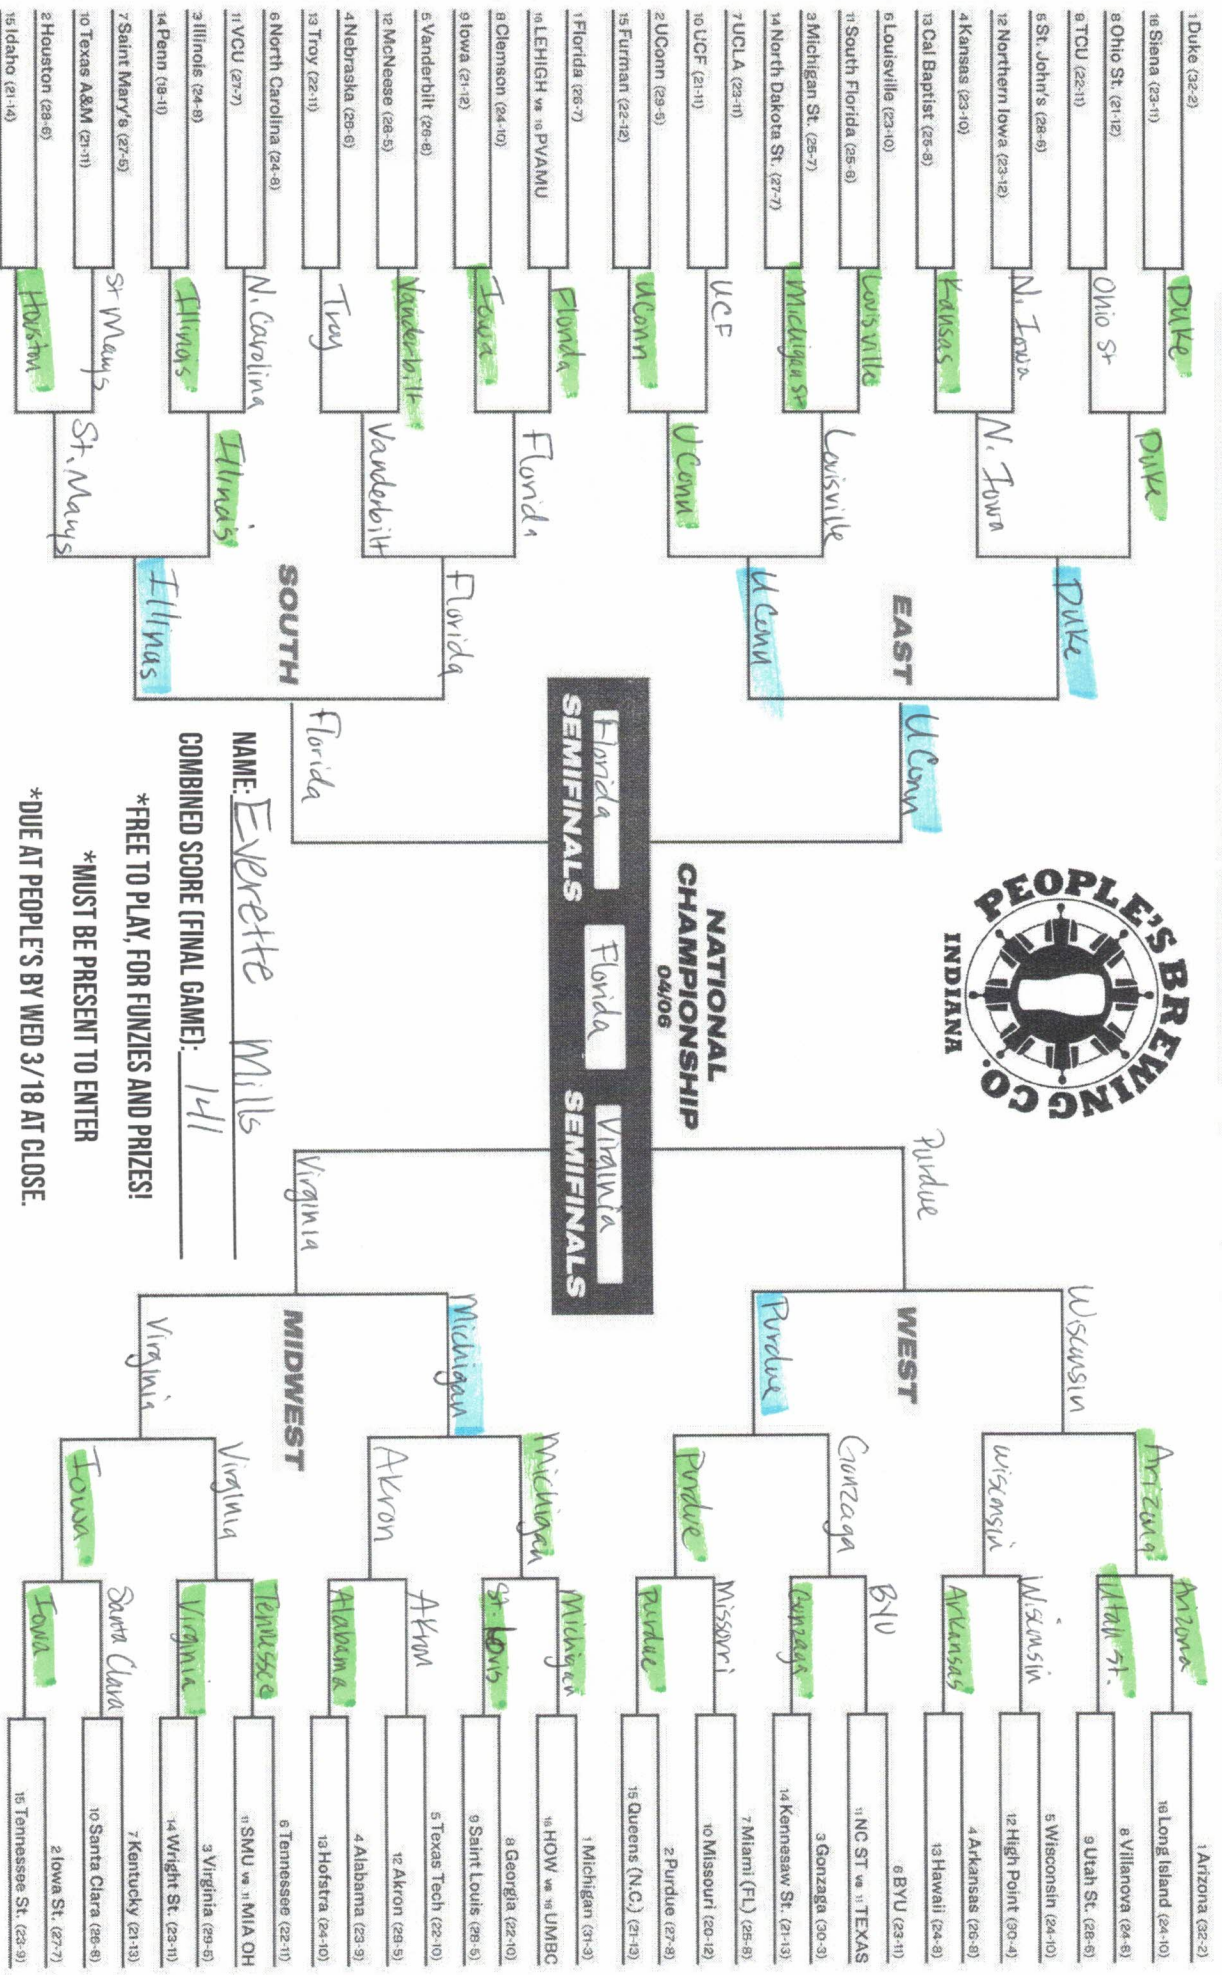 1 Duke (32-2)
16 Siena (23-11)
8 Ohio St. (21-12)
9 TCU (22-11)
5 St. John's (28-6)
12 Northern Iowa (23-12)
4 Kansas (23-10)
13 Cal Baptist (25-8)
6 Louisville (23-10)
11 South Florida (25-8)
3 Michigan St. (25-7)
14 North Dakota St. (27-7)
7 UCLA (23-11)
10 UCF (21-11)
2 UConn (29-5)
15 Furman (22-12)
1 Florida (26-7)
16 LEHIGH vs 16 PVAMU
8 Clemson (24-10)
9 Iowa (21-12)
5 Vanderbilt (26-8)
12 McNeese (28-5)
4 Nebraska (26-6)
13 Troy (22-11)
6 North Carolina (24-8)
11 VCU (27-7)
3 Illinois (24-8)
14 Penn (18-11)
7 Saint Mary's (27-5)
10 Texas A&M (21-11)
2 Houston (28-6)
15 Idaho (21-14)
Duke
Ohio St
N. Iowa
Kansas
Louisville
Michigan St
UCF
UConn
Florida
Iowa
Vanderbilt
Troy
N. Carolina
Illinois
St Marys
Houston
Duke
N. Iowa
Louisville
UConn
Florida
Vanderbilt
Illinois
St. Marys
Duke
UConn
Florida
Illinus
EAST
SOUTH
UConn
Florida
PEOPLE'S BREWING CO.
INDIANA
NATIONAL
CHAMPIONSHIP
04/06
Florida
Florida
Virginia
SEMIFINALS
SEMIFINALS
NAME: Everette Mills
COMBINED SCORE (FINAL GAME): 141
*FREE TO PLAY, FOR FUNZIES AND PRIZES!
*MUST BE PRESENT TO ENTER
*DUE AT PEOPLE'S BY WED 3/18 AT CLOSE.
Purdue
Virginia
WEST
MIDWEST
Wisconsin
Purdue
Michigan
Virginia
Arizona
Wisconsin
Gonzaga
Purdue
Michigan
Akron
Virginia
Iowa
Arizona
Utah St.
Wisconsin
Arkansas
BYU
Gonzaga
Missouri
Purdue
Michigan
St. Louis
Akron
Alabama
Tennesse
Virginia
Santa Clara
Iowa
1 Arizona (32-2)
16 Long Island (24-10)
8 Villanova (24-8)
9 Utah St. (28-6)
5 Wisconsin (24-10)
12 High Point (30-4)
4 Arkansas (26-8)
13 Hawaii (24-8)
6 BYU (23-11)
11 NC ST vs 11 TEXAS
3 Gonzaga (30-3)
14 Kennesaw St. (21-13)
7 Miami (FL) (25-8)
10 Missouri (20-12)
2 Purdue (27-8)
15 Queens (N.C.) (21-13)
1 Michigan (31-3)
16 HOW vs 16 UMBC
8 Georgia (22-10)
9 Saint Louis (28-5)
5 Texas Tech (22-10)
12 Akron (29-5)
4 Alabama (23-9)
13 Hofstra (24-10)
6 Tennessee (22-11)
11 SMU vs 11 MIA OH
3 Virginia (29-5)
14 Wright St. (23-11)
7 Kentucky (21-13)
10 Santa Clara (26-8)
2 Iowa St. (27-7)
15 Tennessee St. (23-9)